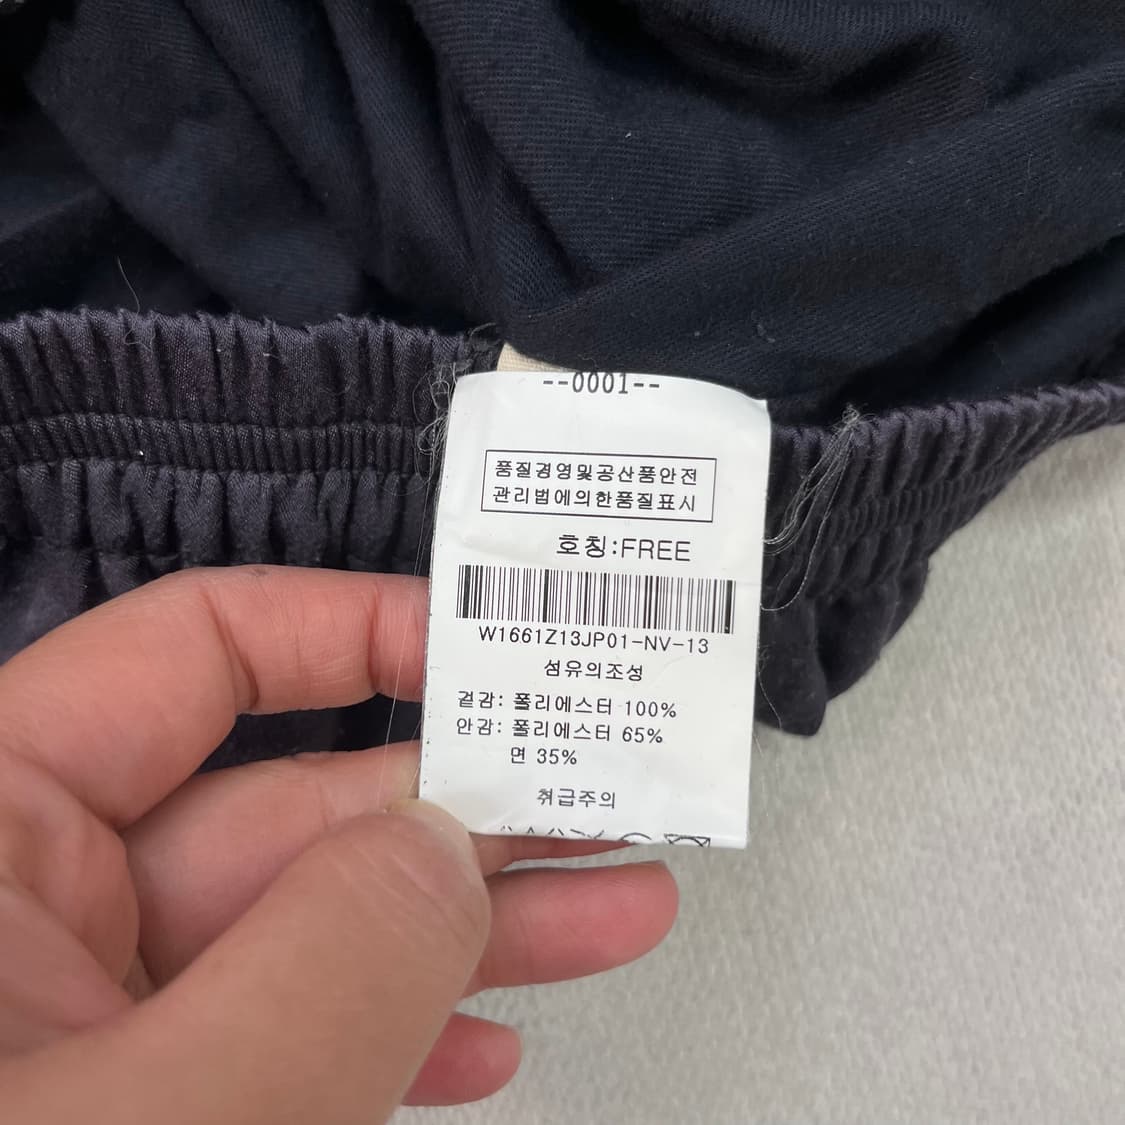 --0001--
품질경영및공산품안전
관리법에의한품질표시
호칭:FREE
W1661Z13JP01-NV-13
섬유의조성
겉감: 폴리에스터 100%
안감: 폴리에스터 65%
면 35%
취급주의